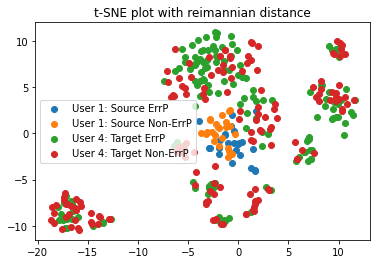 t-SNE plot with reimannian distance
10
5
0
−5
−10
User 1: Source ErrP
User 1: Source Non-ErrP
User 4: Target ErrP
User 4: Target Non-ErrP
−20 −15 −10 −5 0 5 10